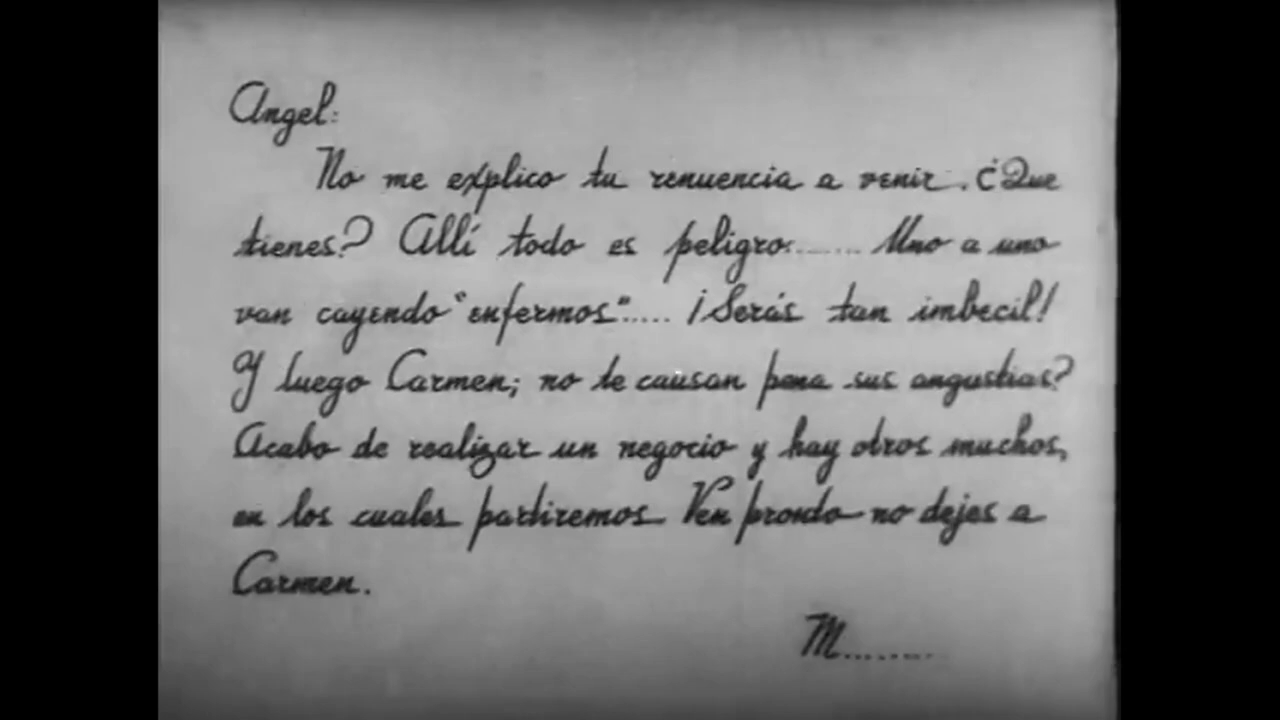 Angel:
No me explico tu renuencia a venir. ¿Que
tienes? Allí todo es peligro......... Uno a uno
van cayendo "enfermos"..... ¡Serás tan imbecil!
Y luego Carmen; no te causan pena sus angustias?
Acabo de realizar un negocio y hay otros muchos,
en los cuales partiremos Ven pronto no dejes a
Carmen.
M.........